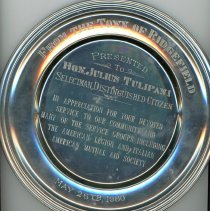 FROM THE TOWN OF RIDGEFIELD
PRESENTED
TO
HON. JULIUS TULIPANI
SELECTMAN, DISTINGUISHED CITIZEN
IN APPRECIATION FOR YOUR DEVOTED
SERVICE TO OUR COMMUNITY AND
MANY OF THE SERVICE GROUPS, INCLUDING
THE AMERICAN LEGION AND ITALIAN
AMERICAN MUTUAL AID SOCIETY
MAY 25TH, 1980